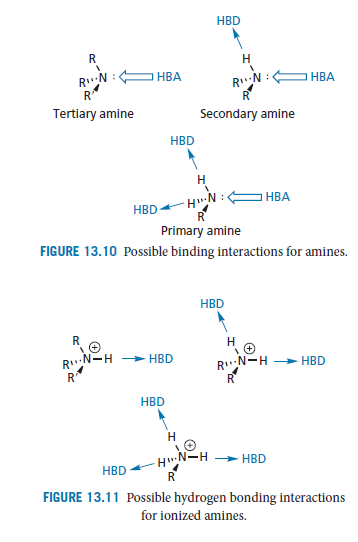 HBD
R
R N : HBA
R
H
R N : HBA
R
Tertiary amine
Secondary amine
HBD
H
HBD H N : HBA
R
Primary amine
FIGURE 13.10 Possible binding interactions for amines.
HBD
R
R N–H HBD
R
⊕
H
R N–H HBD
R
⊕
HBD
H
HBD H N–H HBD
R
⊕
FIGURE 13.11 Possible hydrogen bonding interactions
for ionized amines.